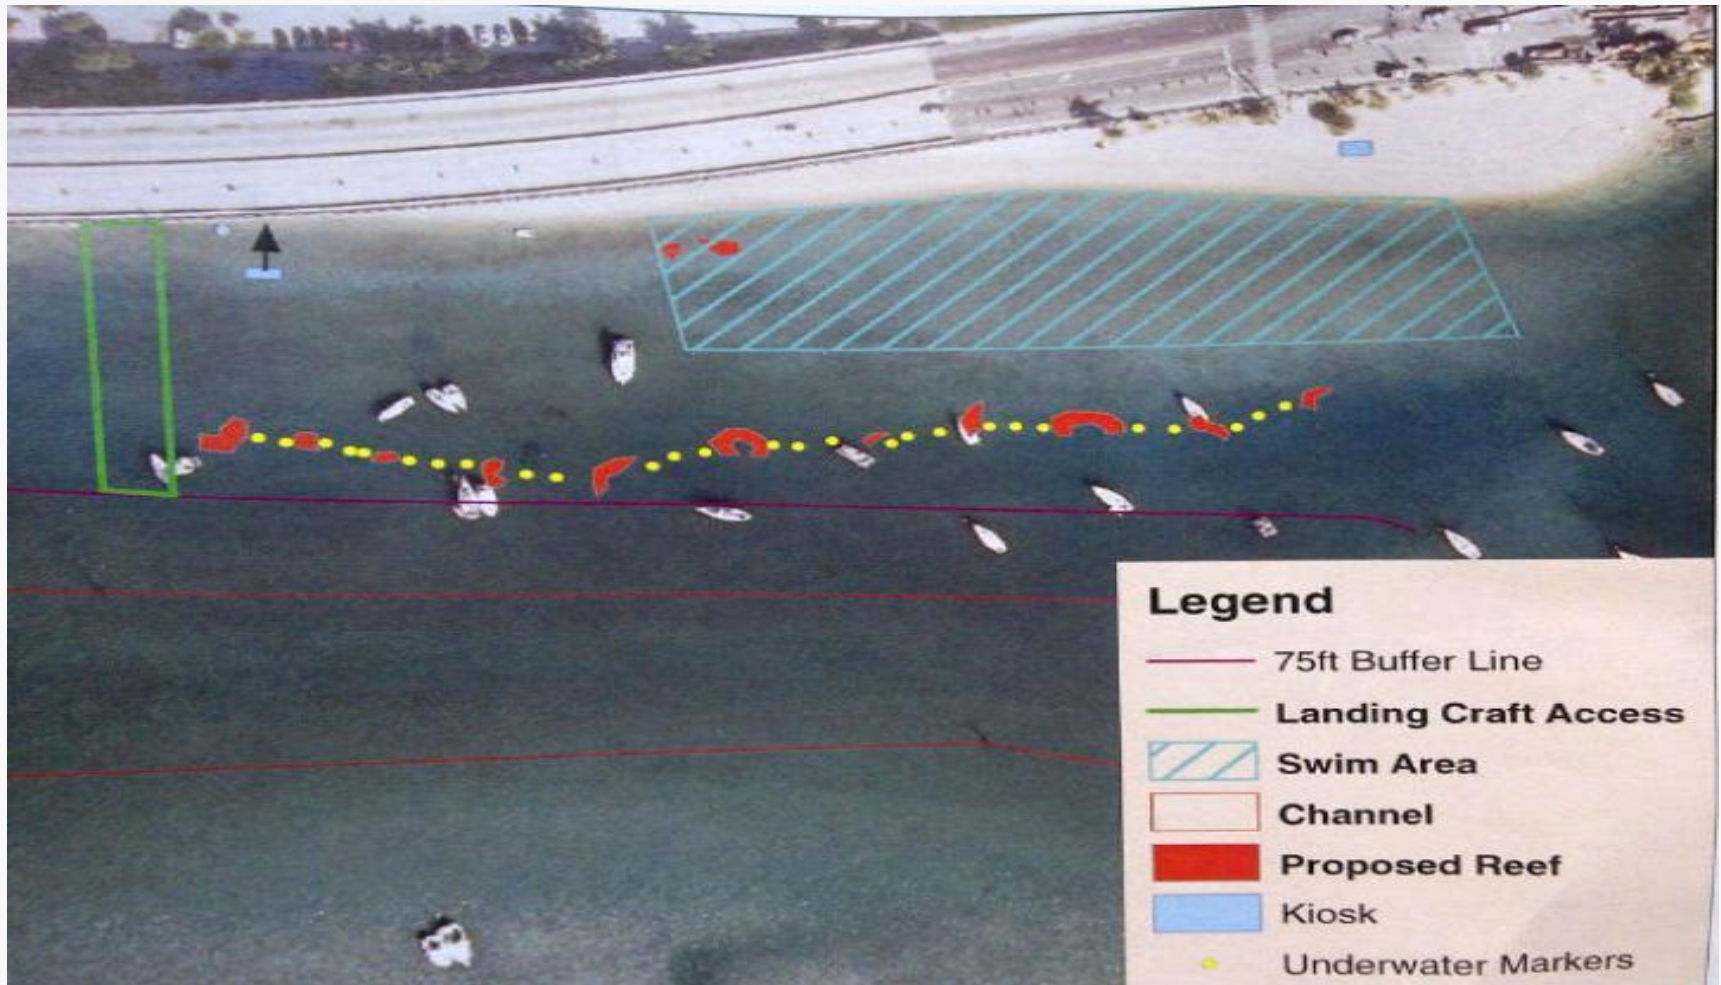 Legend
75ft Buffer Line
Landing Craft Access
Swim Area
Channel
Proposed Reef
Kiosk
Underwater Markers